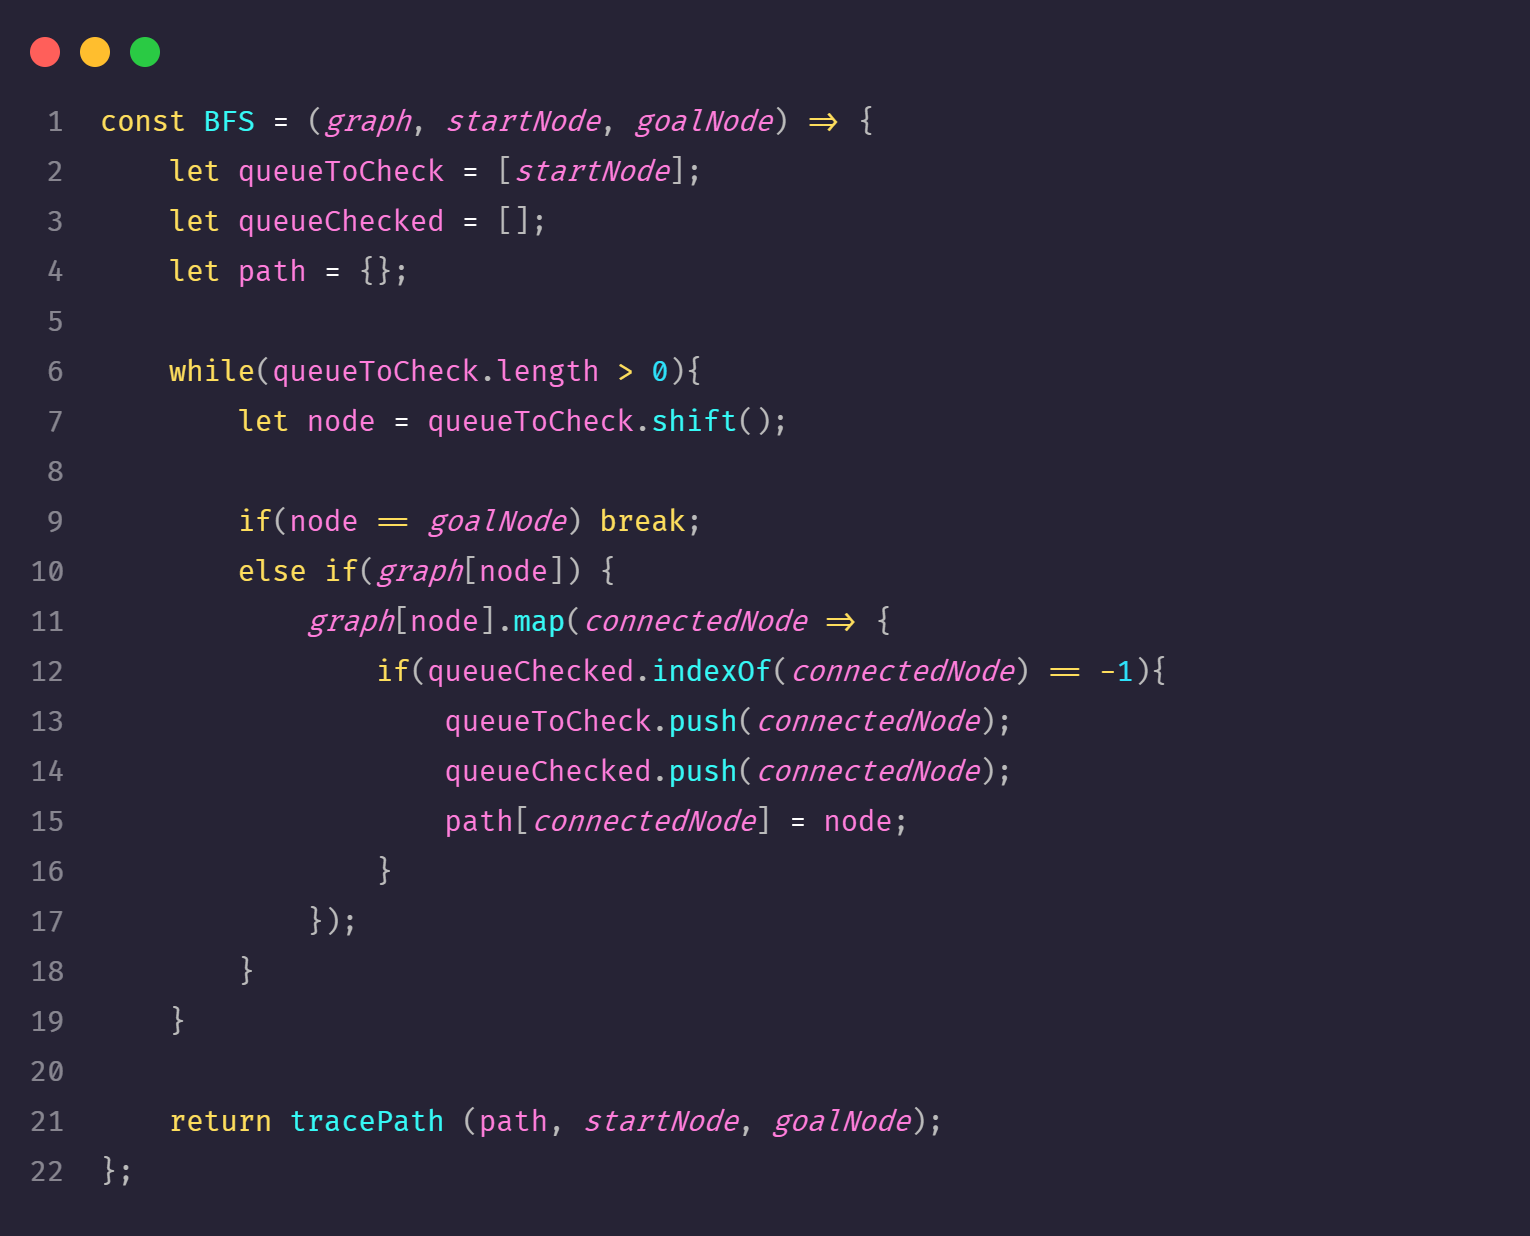 1 const BFS = (graph, startNode, goalNode) => {
2     let queueToCheck = [startNode];
3     let queueChecked = [];
4     let path = {};
5
6     while(queueToCheck.length > 0){
7         let node = queueToCheck.shift();
8
9         if(node == goalNode) break;
10         else if(graph[node]) {
11             graph[node].map(connectedNode => {
12                 if(queueChecked.indexOf(connectedNode) == -1){
13                     queueToCheck.push(connectedNode);
14                     queueChecked.push(connectedNode);
15                     path[connectedNode] = node;
16                 }
17             });
18         }
19     }
20
21     return tracePath (path, startNode, goalNode);
22 };